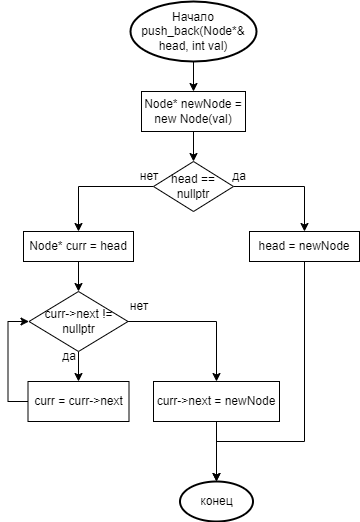 Начало
push_back(Node*&
head, int val)
Node* newNode =
new Node(val)
нет
head ==
nullptr
да
Node* curr = head
head = newNode
curr->next !=
nullptr
нет
да
curr = curr->next
curr->next = newNode
конец